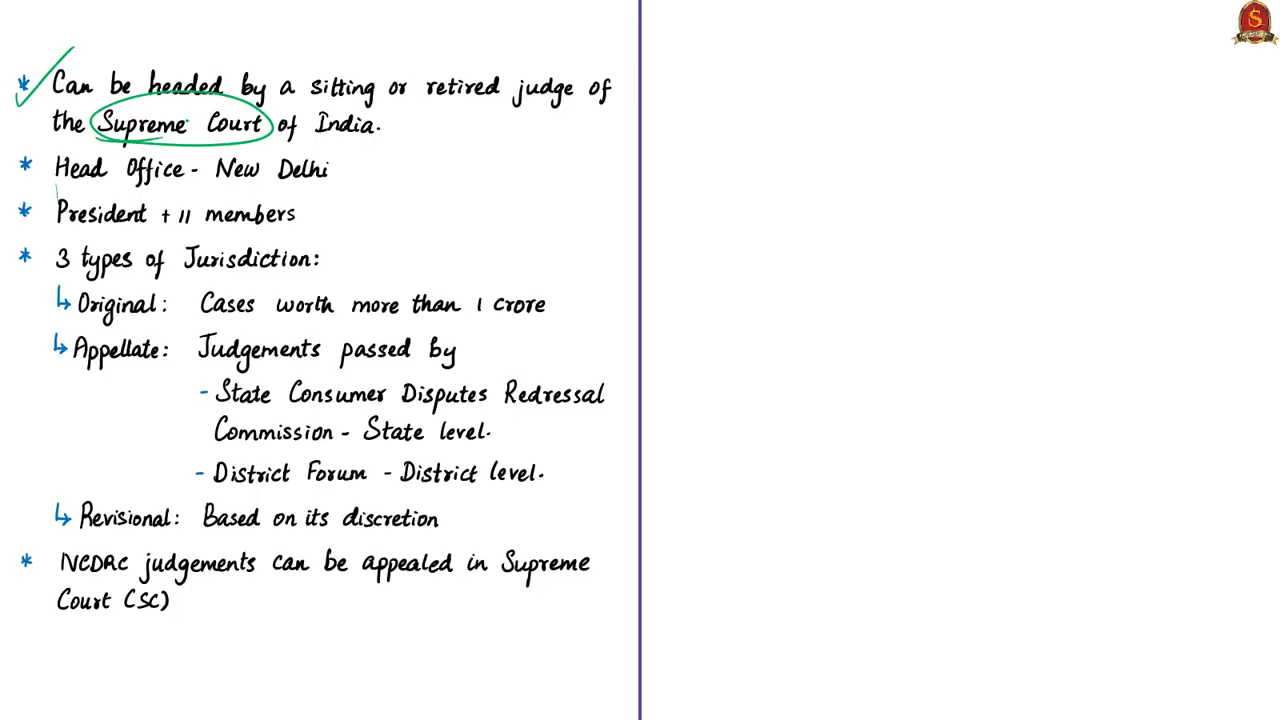 * Can be headed by a sitting or retired judge of
the Supreme Court of India.
* Head Office - New Delhi
* President + 11 members
* 3 types of Jurisdiction:
↳ Original: Cases worth more than 1 crore
↳ Appellate: Judgements passed by
- State Consumer Disputes Redressal
Commission - State level.
- District Forum - District level.
↳ Revisional: Based on its discretion
* NCDRC judgements can be appealed in Supreme
Court (SC)
S